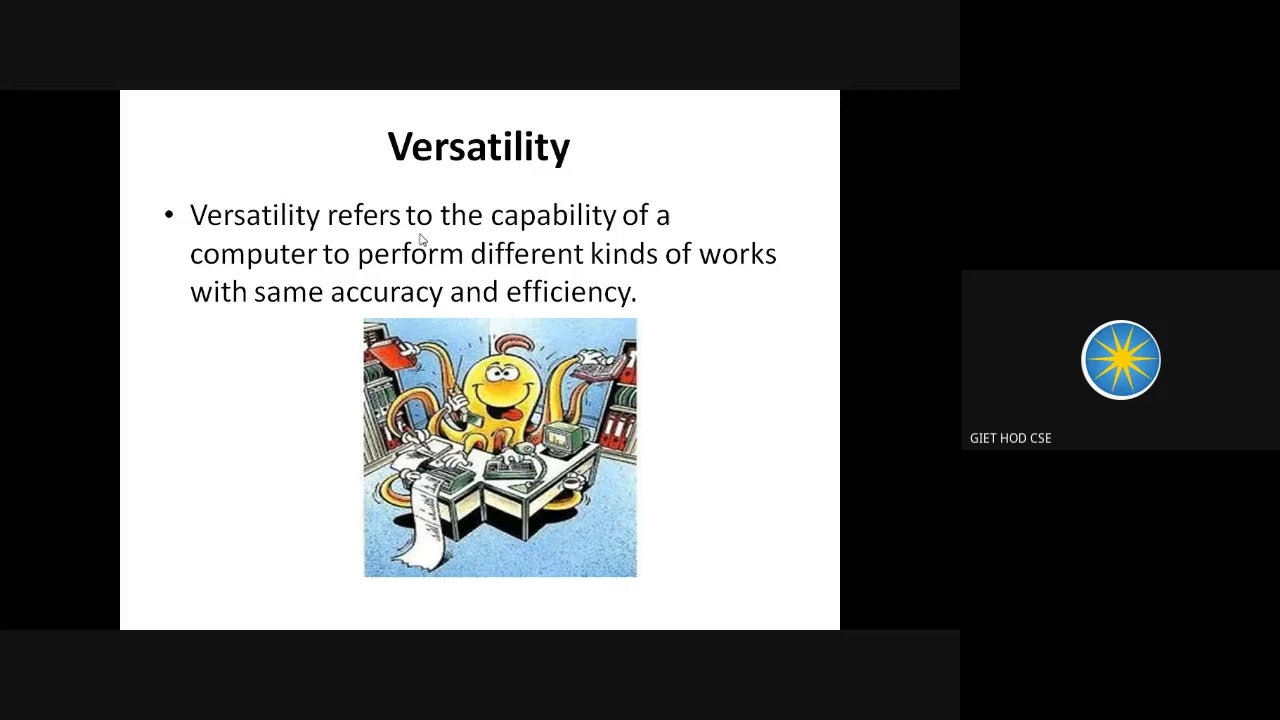 Versatility
• Versatility refers to the capability of a
computer to perform different kinds of works
with same accuracy and efficiency.
GIET HOD CSE